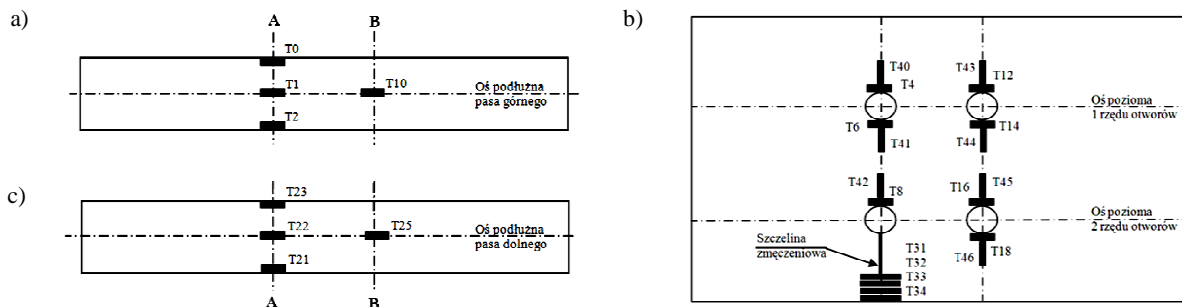 a)
A
B
T0
T1
T10
Oś podłużna
pasa górnego
T2
c)
T23
T22
T25
Oś podłużna
pasa dolnego
T21
A
B
b)
T40
T43
T4
T12
Oś pozioma
1 rzędu otworów
T6
T14
T41
T44
T42
T8
T16
T45
Oś pozioma
2 rzędu otworów
Szczelina
zmęczeniowa
T31
T32
T33
T34
T46
T18